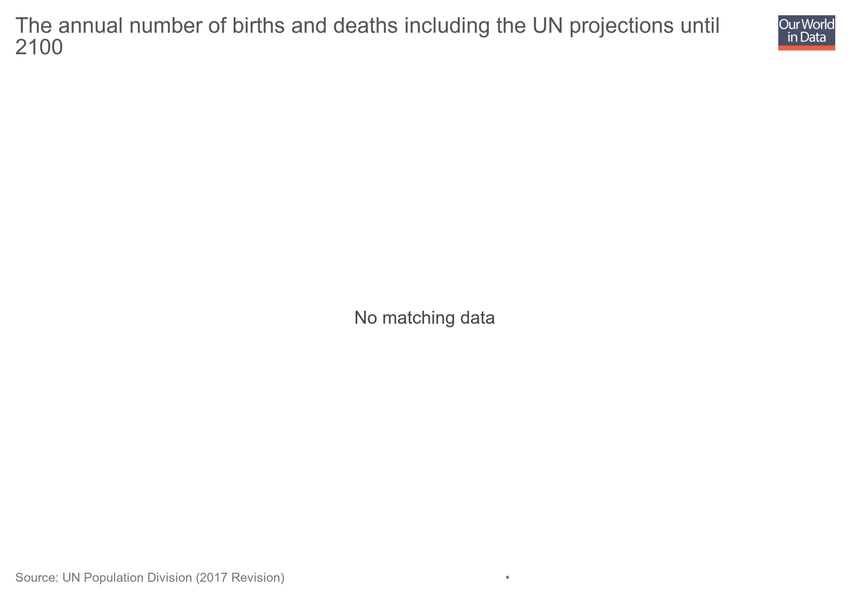 The annual number of births and deaths including the UN projections until
2100
Our World
in Data
No matching data
Source: UN Population Division (2017 Revision)
•